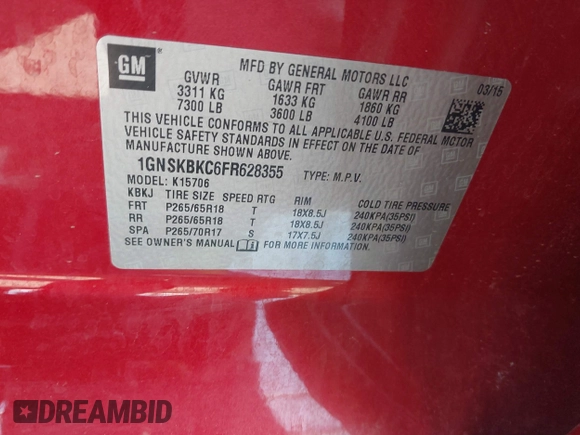 GM
MFD BY GENERAL MOTORS LLC
03/15
GVWR GAWR FRT GAWR RR
3311 KG 1633 KG 1860 KG
7300 LB 3600 LB 4100 LB
THIS VEHICLE CONFORMS TO ALL APPLICABLE U.S. FEDERAL MOTOR
VEHICLE SAFETY STANDARDS IN EFFECT ON THE DATE OF
MANUFACTURE SHOWN ABOVE.
1GNSKBKC6FR628355 TYPE: M.P.V.
MODEL: K15706
KBKJ TIRE SIZE SPEED RTG RIM COLD TIRE PRESSURE
FRT P265/65R18 T 18X8.5J 240KPA(35PSI)
RR P265/65R18 T 18X8.5J 240KPA(35PSI)
SPA P265/70R17 S 17X7.5J 240KPA(35PSI)
SEE OWNER'S MANUAL FOR MORE INFORMATION.
DREAMBID